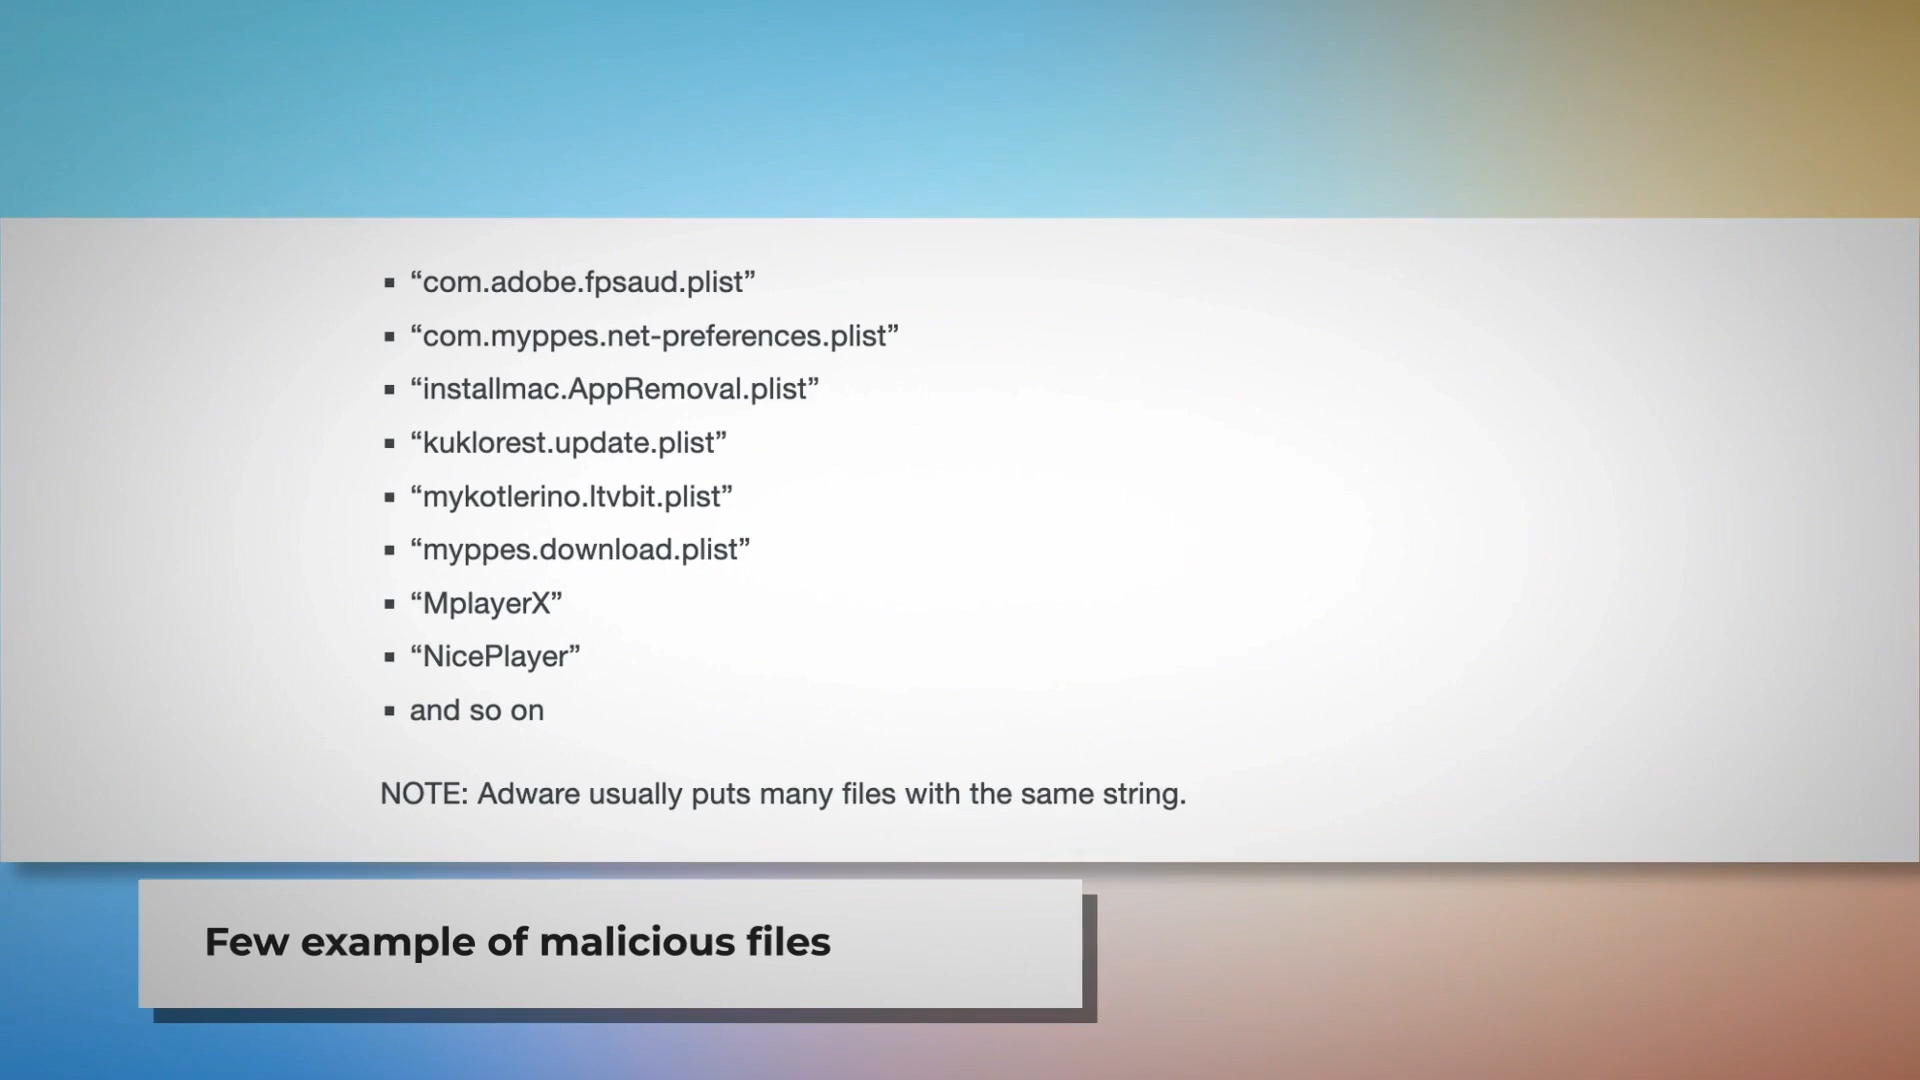 ▪ “com.adobe.fpsaud.plist”
▪ “com.myppes.net-preferences.plist”
▪ “installmac.AppRemoval.plist”
▪ “kuklorest.update.plist”
▪ “mykotlerino.ltvbit.plist”
▪ “myppes.download.plist”
▪ “MplayerX”
▪ “NicePlayer”
▪ and so on
NOTE: Adware usually puts many files with the same string.
Few example of malicious files